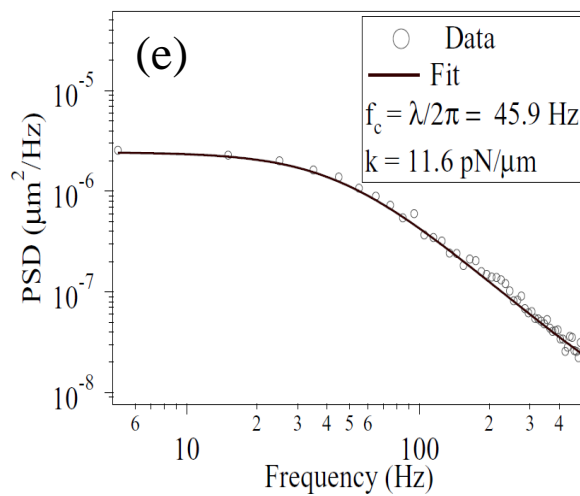 (e)
Data
Fit
f_c = λ/2π = 45.9 Hz
k = 11.6 pN/μm
PSD (μm²/Hz)
10⁻⁵
10⁻⁶
10⁻⁷
10⁻⁸
6 2 3 4 5 6 2 3 4
10 100
Frequency (Hz)